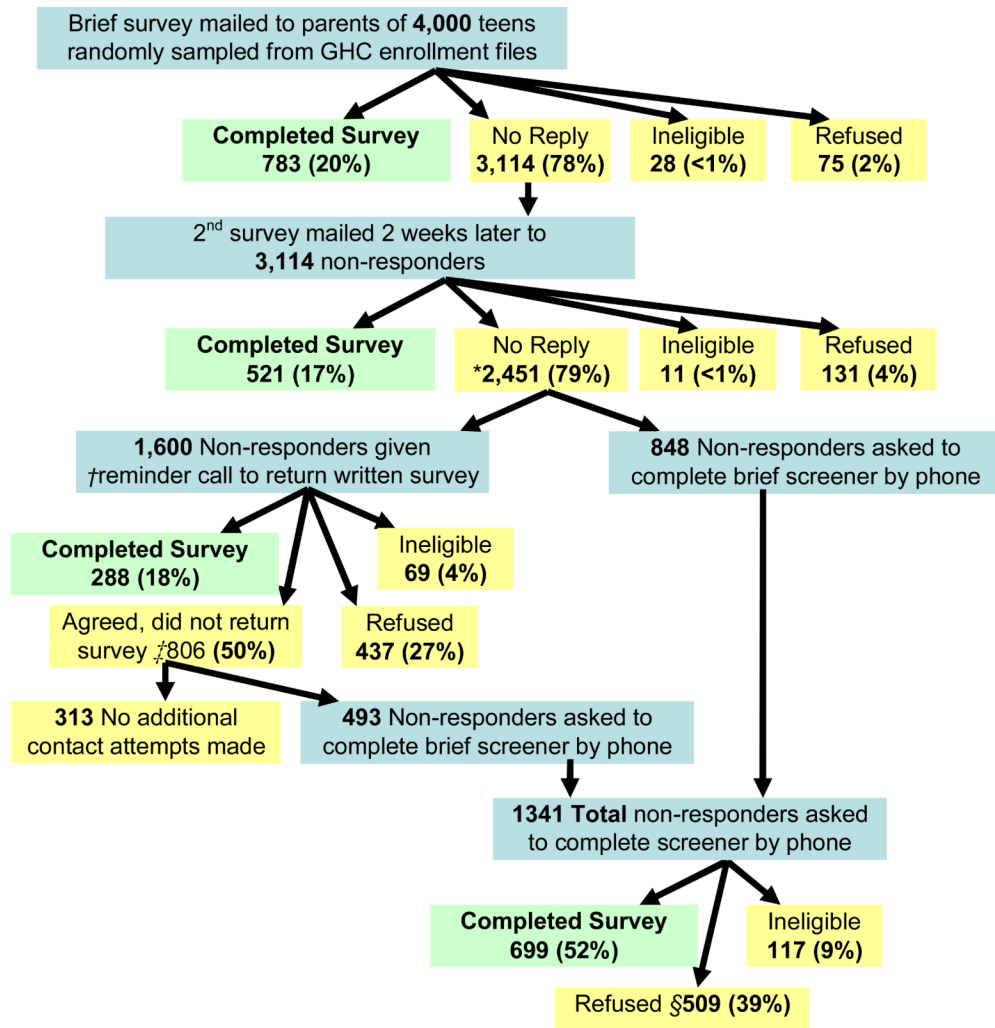 Brief survey mailed to parents of 4,000 teens
randomly sampled from GHC enrollment files
Completed Survey
783 (20%)
No Reply
3,114 (78%)
Ineligible
28 (<1%)
Refused
75 (2%)
2nd survey mailed 2 weeks later to
3,114 non-responders
Completed Survey
521 (17%)
No Reply
*2,451 (79%)
Ineligible
11 (<1%)
Refused
131 (4%)
1,600 Non-responders given
†reminder call to return written survey
848 Non-responders asked to
complete brief screener by phone
Completed Survey
288 (18%)
Ineligible
69 (4%)
Agreed, did not return
survey ‡806 (50%)
Refused
437 (27%)
313 No additional
contact attempts made
493 Non-responders asked to
complete brief screener by phone
1341 Total non-responders asked
to complete screener by phone
Completed Survey
699 (52%)
Ineligible
117 (9%)
Refused §509 (39%)